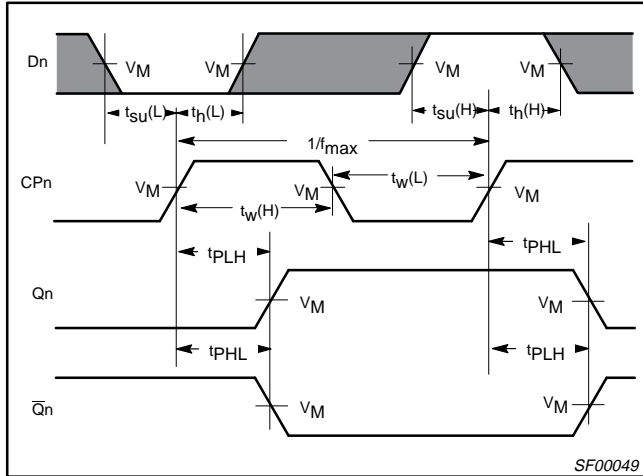 Dn
VM VM VM VM
tsu(L) th(L) tsu(H) th(H)
1/fmax
CPn
VM VM tw(L) VM
tw(H)
tPLH tPHL
Qn
VM VM
tPHL tPLH
Q̅n
VM VM
SF00049